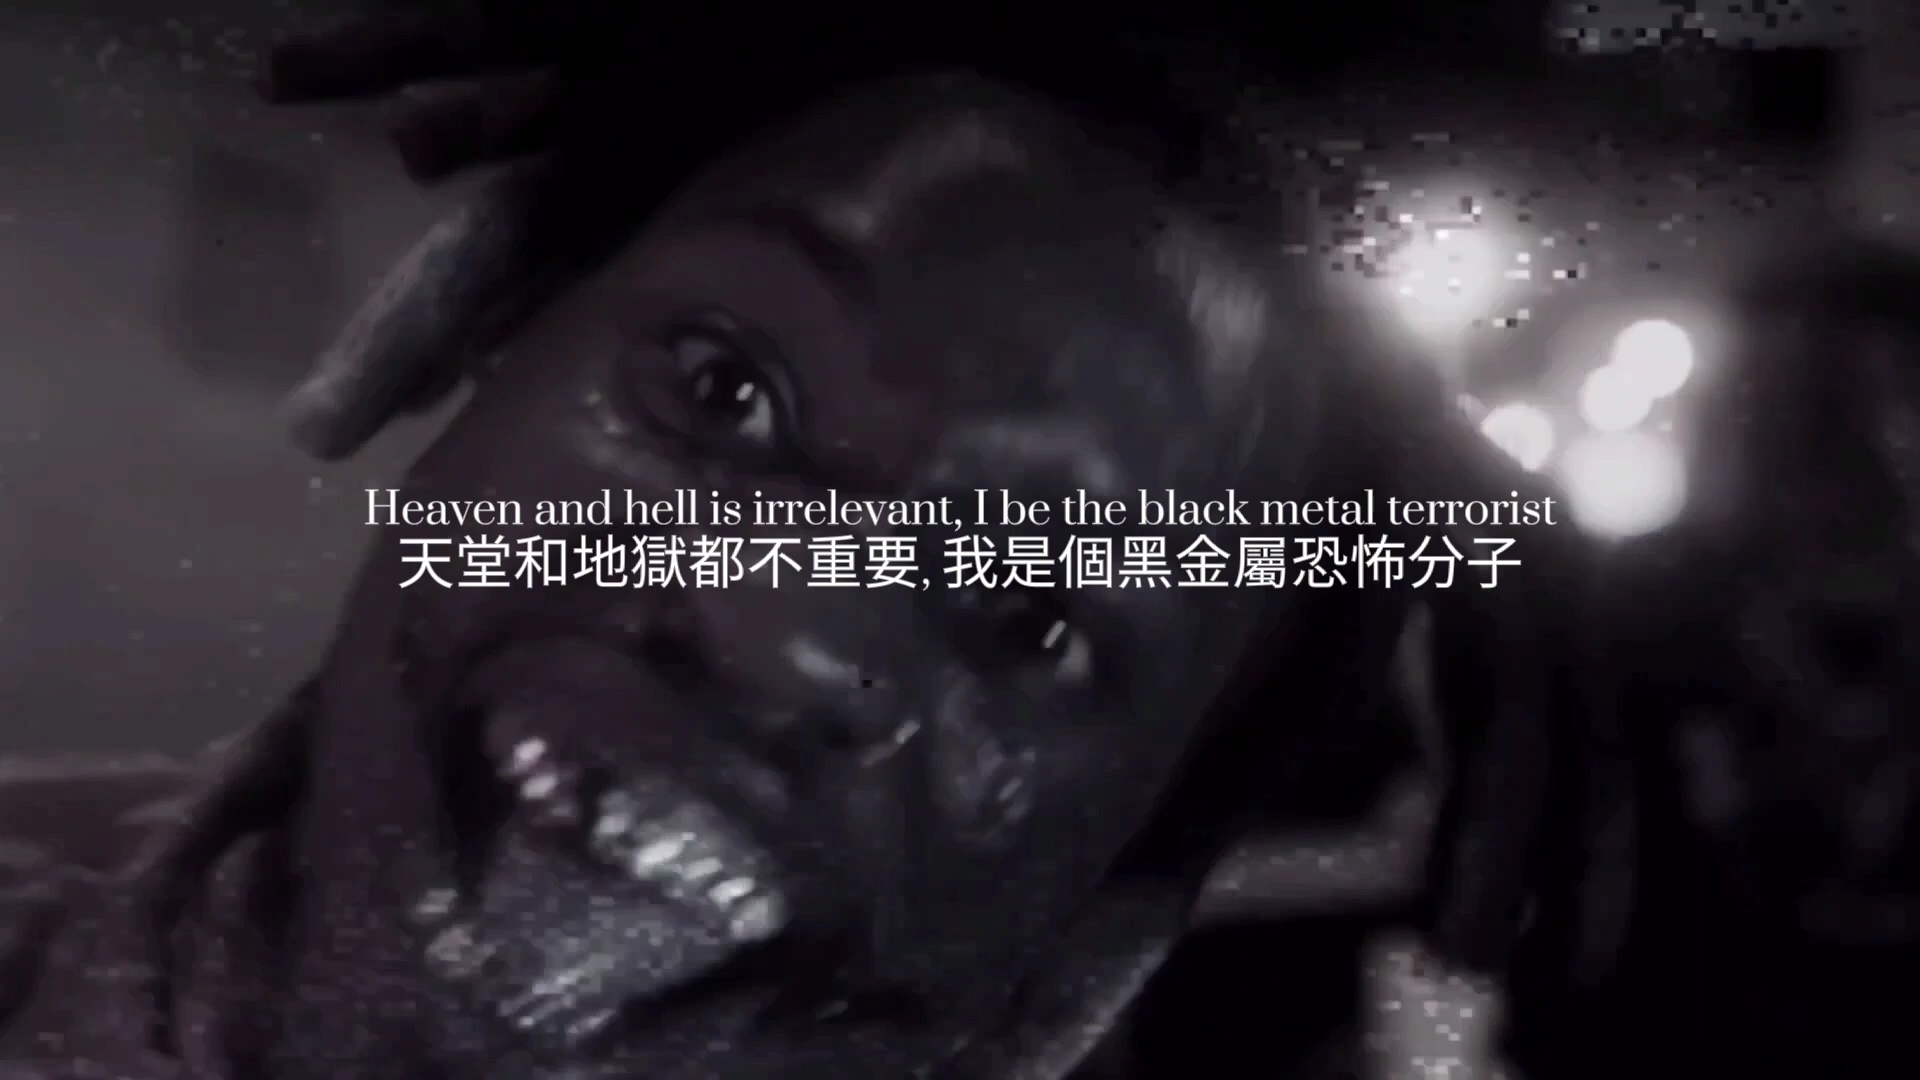 Heaven and hell is irrelevant, I be the black metal terrorist
天堂和地獄都不重要, 我是個黑金屬恐怖分子